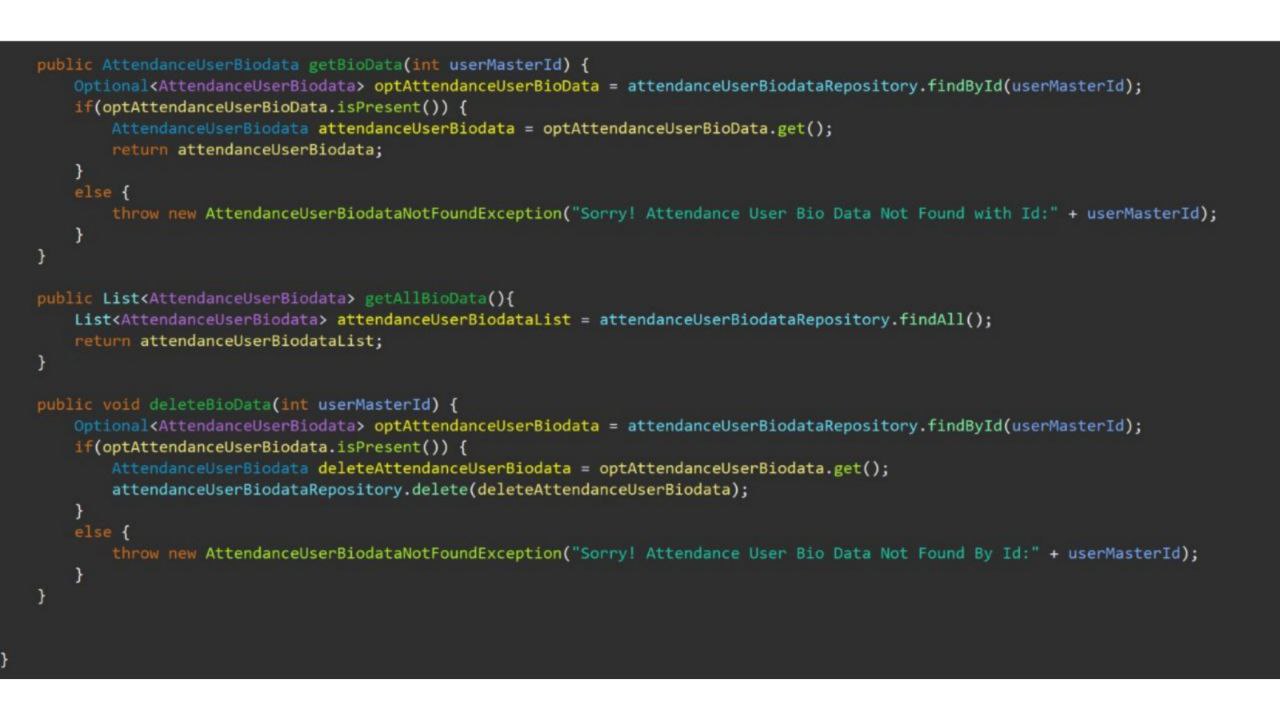 public AttendanceUserBiodata getBioData(int userMasterId) {
Optional<AttendanceUserBiodata> optAttendanceUserBioData = attendanceUserBiodataRepository.findById(userMasterId);
if(optAttendanceUserBioData.isPresent()) {
AttendanceUserBiodata attendanceUserBiodata = optAttendanceUserBioData.get();
return attendanceUserBiodata;
}
else {
throw new AttendanceUserBiodataNotFoundException("Sorry! Attendance User Bio Data Not Found with Id:" + userMasterId);
}
}
public List<AttendanceUserBiodata> getAllBioData(){
List<AttendanceUserBiodata> attendanceUserBiodataList = attendanceUserBiodataRepository.findAll();
return attendanceUserBiodataList;
}
public void deleteBioData(int userMasterId) {
Optional<AttendanceUserBiodata> optAttendanceUserBiodata = attendanceUserBiodataRepository.findById(userMasterId);
if(optAttendanceUserBiodata.isPresent()) {
AttendanceUserBiodata deleteAttendanceUserBiodata = optAttendanceUserBiodata.get();
attendanceUserBiodataRepository.delete(deleteAttendanceUserBiodata);
}
else {
throw new AttendanceUserBiodataNotFoundException("Sorry! Attendance User Bio Data Not Found By Id:" + userMasterId);
}
}
}